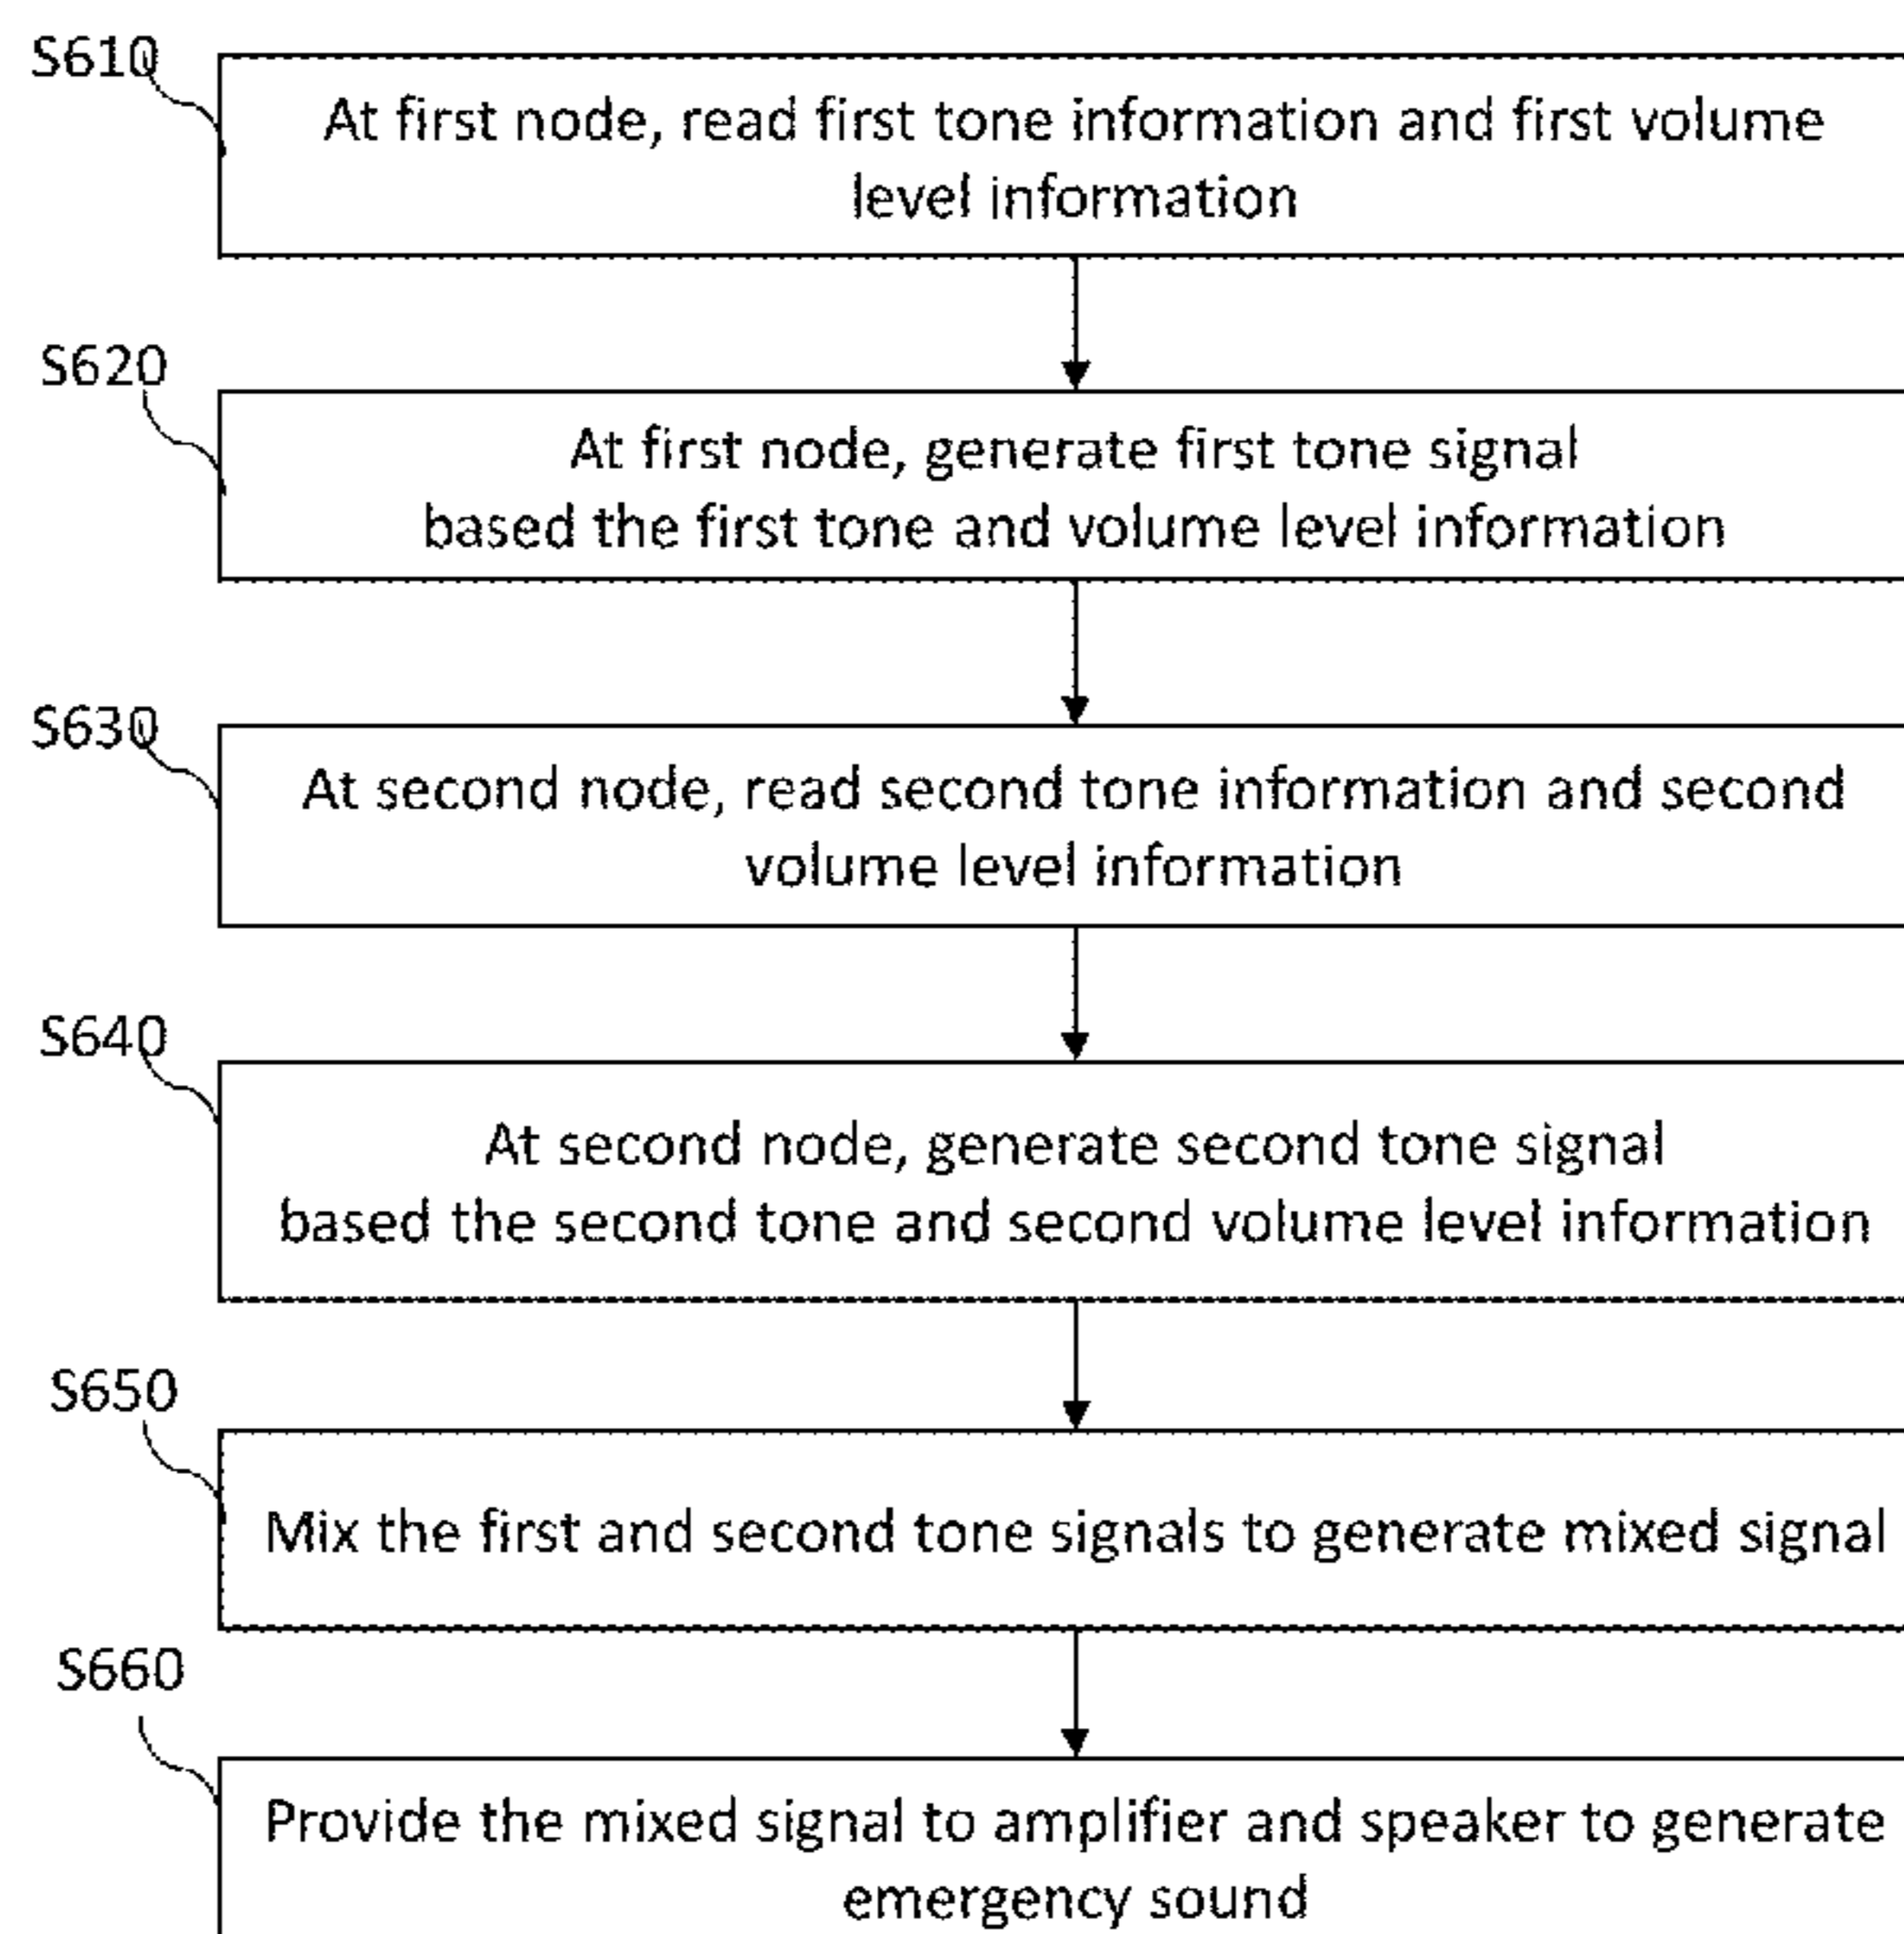 S610
At first node, read first tone information and first volume
level information
S620
At first node, generate first tone signal
based the first tone and volume level information
S630
At second node, read second tone information and second
volume level information
S640
At second node, generate second tone signal
based the second tone and second volume level information
S650
Mix the first and second tone signals to generate mixed signal
S660
Provide the mixed signal to amplifier and speaker to generate
emergency sound